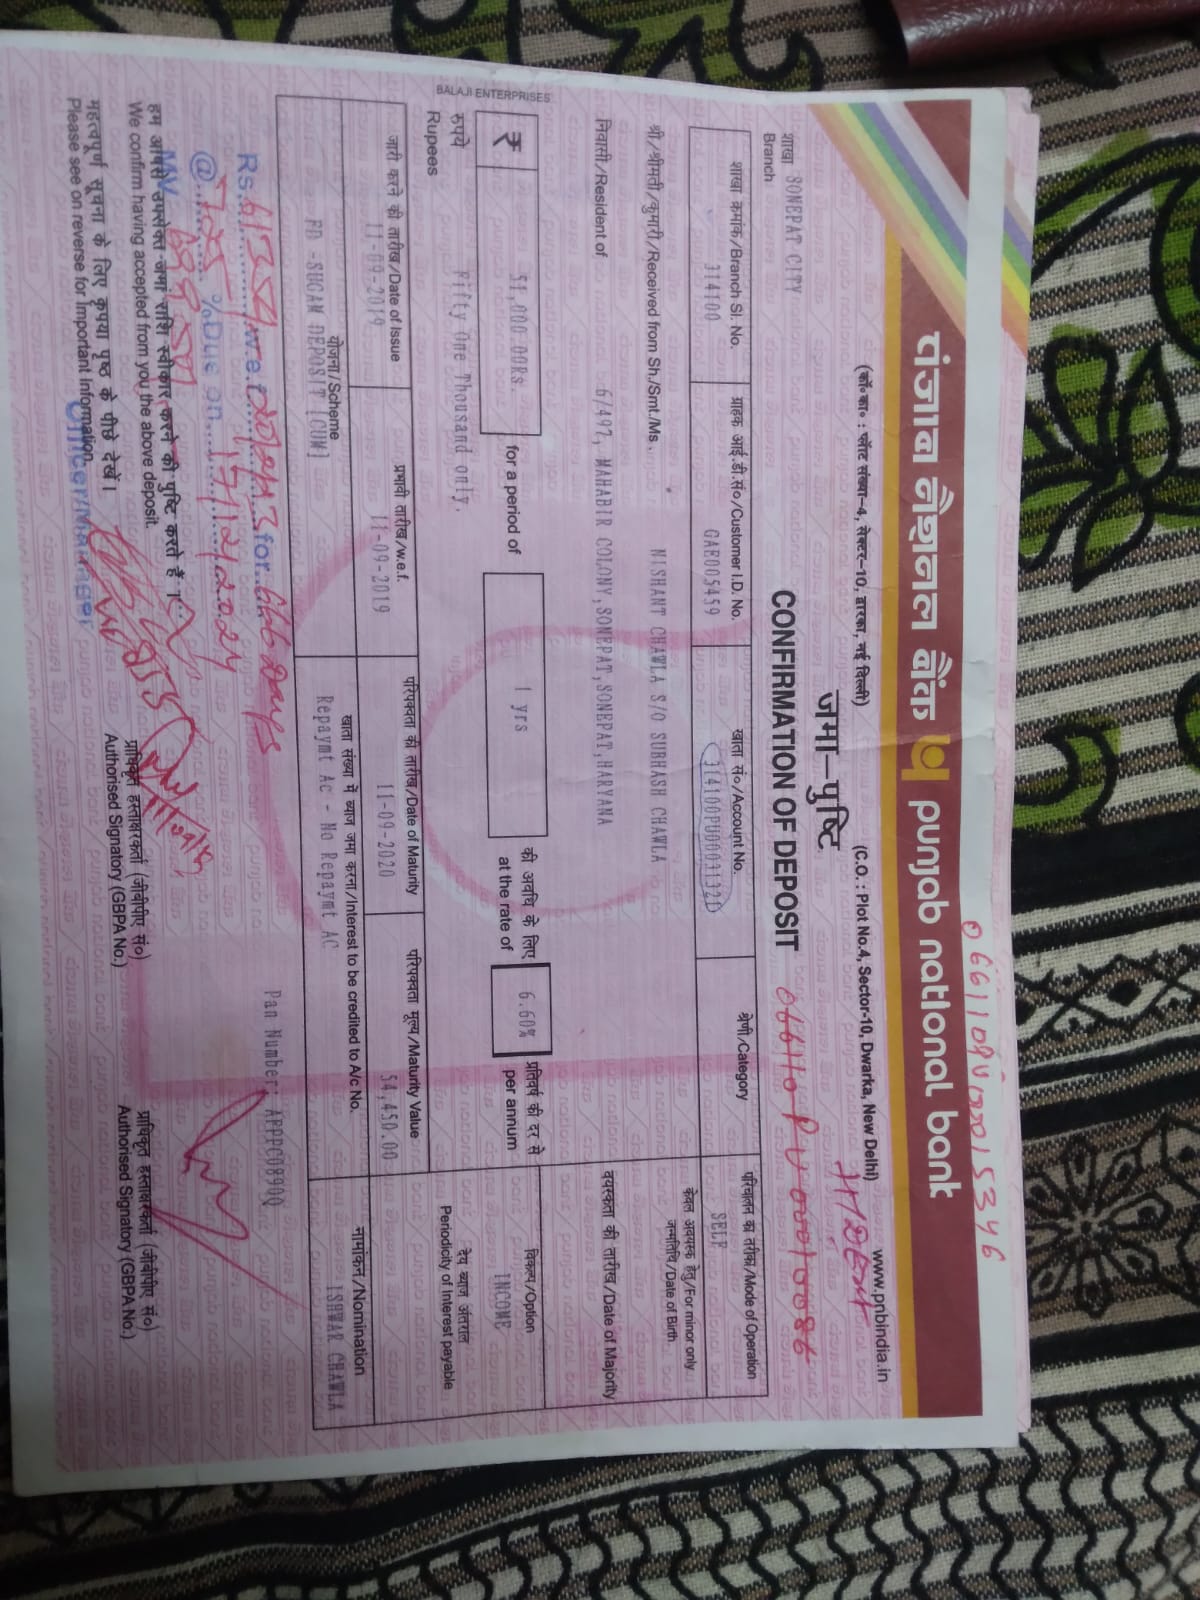 066110PU00015346
पंजाब नैशनल बैंक punjab national bank
(कॉ०का० : प्लॉट संख्या-4, सेक्टर-10, द्वारका, नई दिल्ली) (C.O. : Plot No.4, Sector-10, Dwarka, New Delhi) www.pnbindia.in
जमा-पुष्टि
CONFIRMATION OF DEPOSIT 066110PU00010086
शाखा SONEPAT CITY
Branch
शाखा क्रमांक/Branch Sl. No. ग्राहक आई.डी.सं०/Customer I.D. No. खाता सं०/Account No. श्रेणी/Category परिचालन का तरीका/Mode of Operation
314100 GAE005459 314100PU00031321 SELF
केवल अवयस्क हेतु/For minor only
जन्मतिथि/Date of Birth
श्री/श्रीमती/कुमारी/Received from Sh./Smt./Ms. NISHANT CHAWLA S/O SUBHASH CHAWLA
निवासी/Resident of 6/497, MAHABIR COLONY,SONEPAT,SONEPAT,HARYANA
वयस्कता की तारीख/Date of Majority
₹ 51,000.00Rs. for a period of 1 yrs की अवधि के लिए at the rate of 6.60% प्रतिवर्ष की दर से per annum
विकल्प/Option
INCOME
रुपये Fifty One Thousand only.
Rupees
देय ब्याज अंतराल
Periodicity of Interest payable
जारी करने की तारीख/Date of Issue प्रभावी तारीख/w.e.f. परिपक्वता की तारीख/Date of Maturity परिपक्वता मूल्य/Maturity Value
11-09-2019 11-09-2019 11-09-2020 54,450.00
योजना/Scheme खाता संख्या में ब्याज जमा करना/Interest to be credited to A/c No. नामांकन/Nomination
FD -SUGAM DEPOSIT [CUM] Repaymt Ac - No Repaymt AC ISHWAR CHAWLA
Pan Number: AFPPC0890Q
Rs. 61354 w.e.f. for 666 Days
@ 7.25 % Due on 17/12/2024
MV
हम आपसे उपरोक्त जमा राशि स्वीकार करने की पुष्टि करते हैं ।
We confirm having accepted from you the above deposit.
प्राधिकृत हस्ताक्षरकर्ता (जीबीपीए सं०) प्राधिकृत हस्ताक्षरकर्ता (जीबीपीए सं०)
Authorised Signatory (GBPA No.) Authorised Signatory (GBPA No.)
महत्वपूर्ण सूचना के लिए कृपया पृष्ठ के पीछे देखें ।
Please see on reverse for Important Information.
Officer/Manager
BALAJI ENTERPRISES